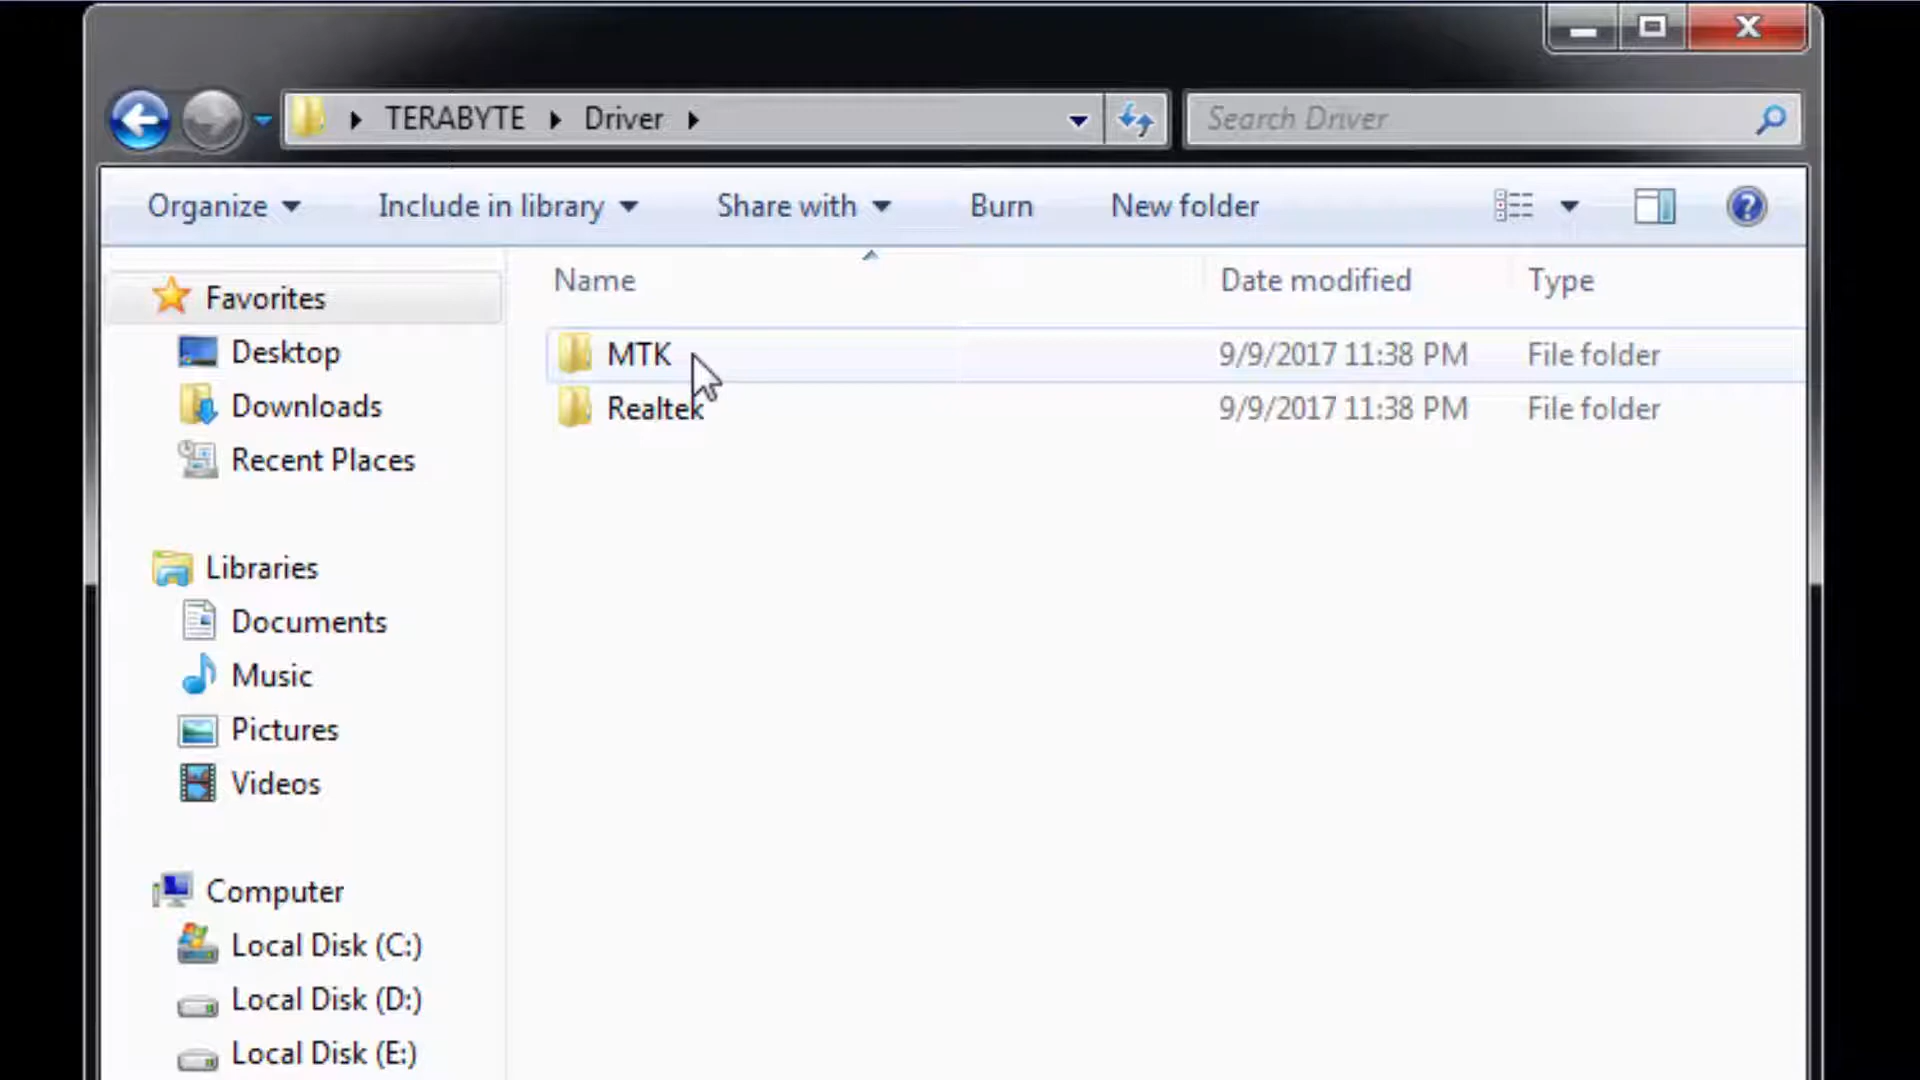 TERABYTE Driver
Search Driver
Organize Include in library Share with Burn New folder
Name Date modified Type
Favorites
Desktop
Downloads
Recent Places
Libraries
Documents
Music
Pictures
Videos
Computer
Local Disk (C:)
Local Disk (D:)
Local Disk (E:)
MTK 9/9/2017 11:38 PM File folder
Realtek 9/9/2017 11:38 PM File folder